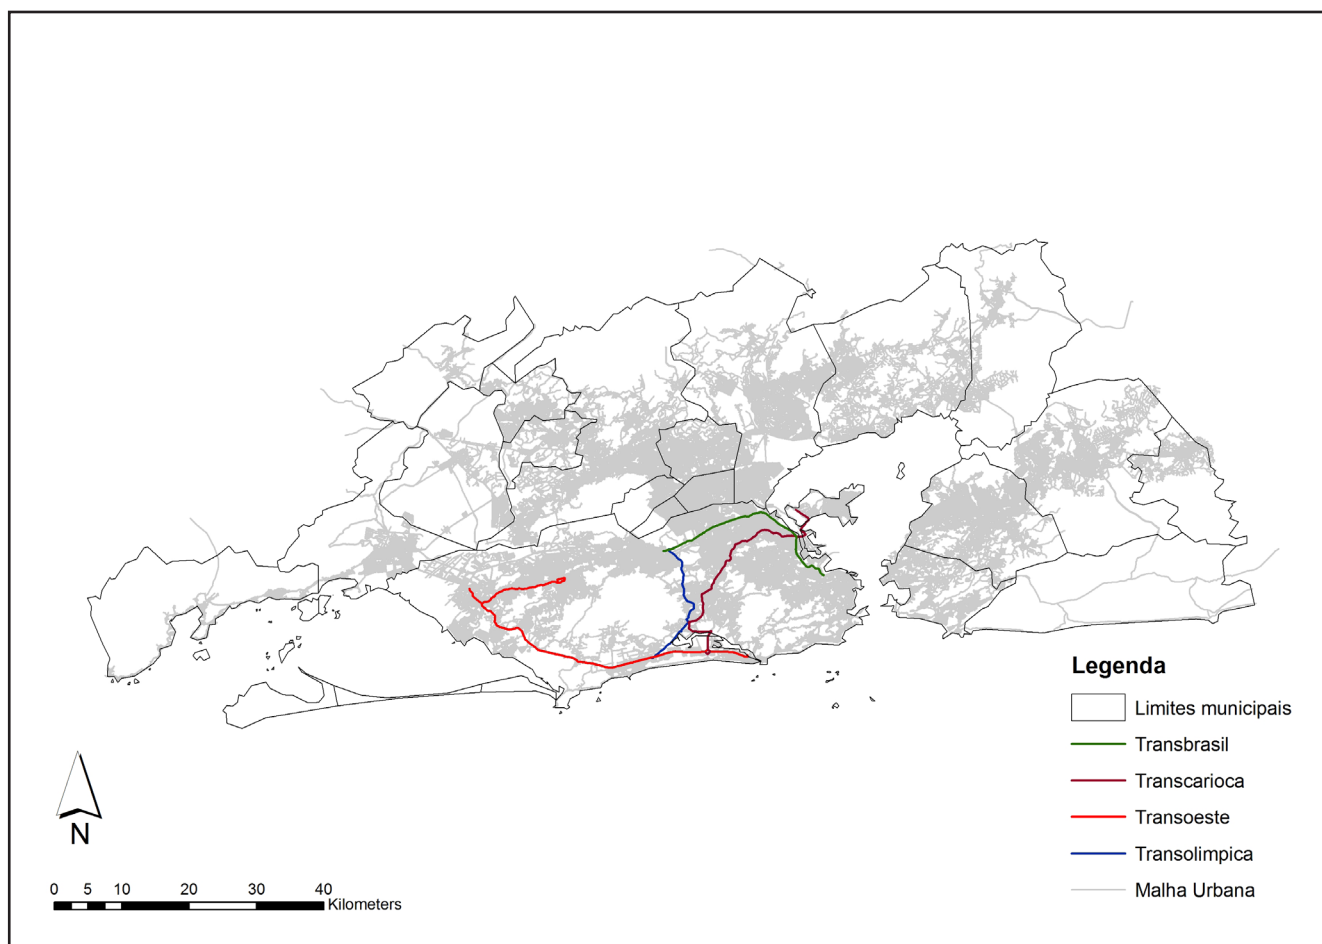 Legenda
Limites municipais
Transbrasil
Transcarioca
Transoeste
Transolimpica
Malha Urbana
N
0 5 10 20 30 40
Kilometers